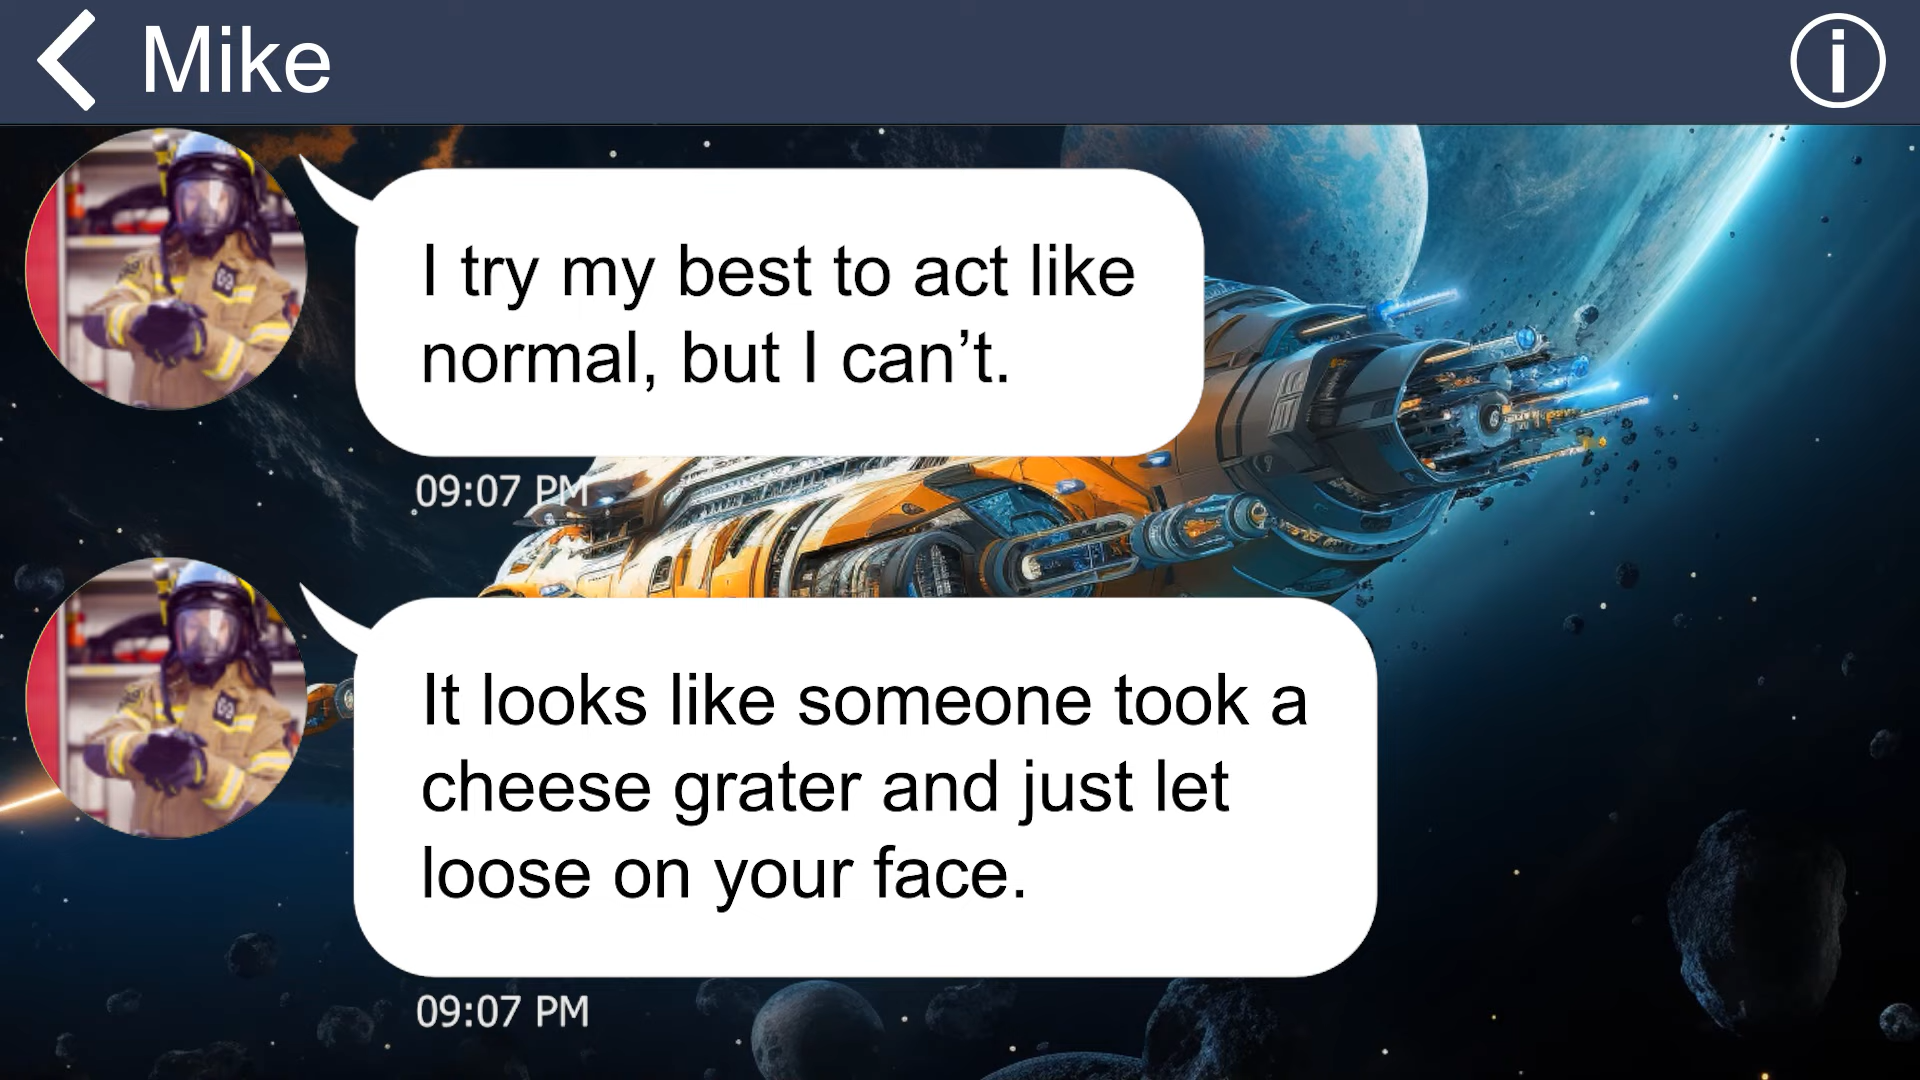 Mike
I try my best to act like
normal, but I can’t.
09:07 PM
It looks like someone took a
cheese grater and just let
loose on your face.
09:07 PM